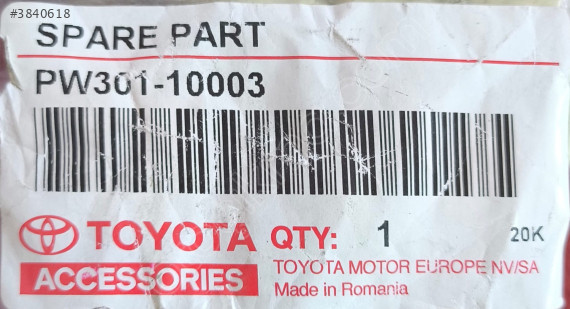 #3840618
SPARE PART
PW301-10003
TOYOTA QTY: 1 20K
ACCESSORIES
TOYOTA MOTOR EUROPE NV/SA
Made in Romania